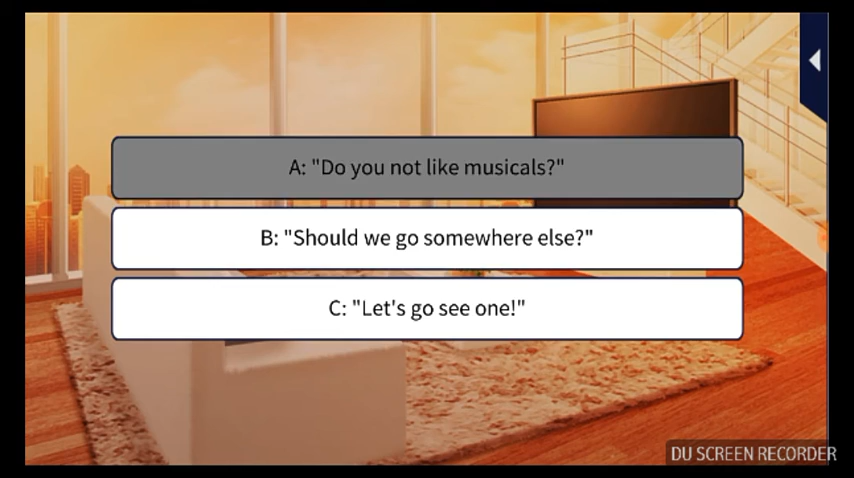 A: "Do you not like musicals?"
B: "Should we go somewhere else?"
C: "Let's go see one!"
DU SCREEN RECORDER